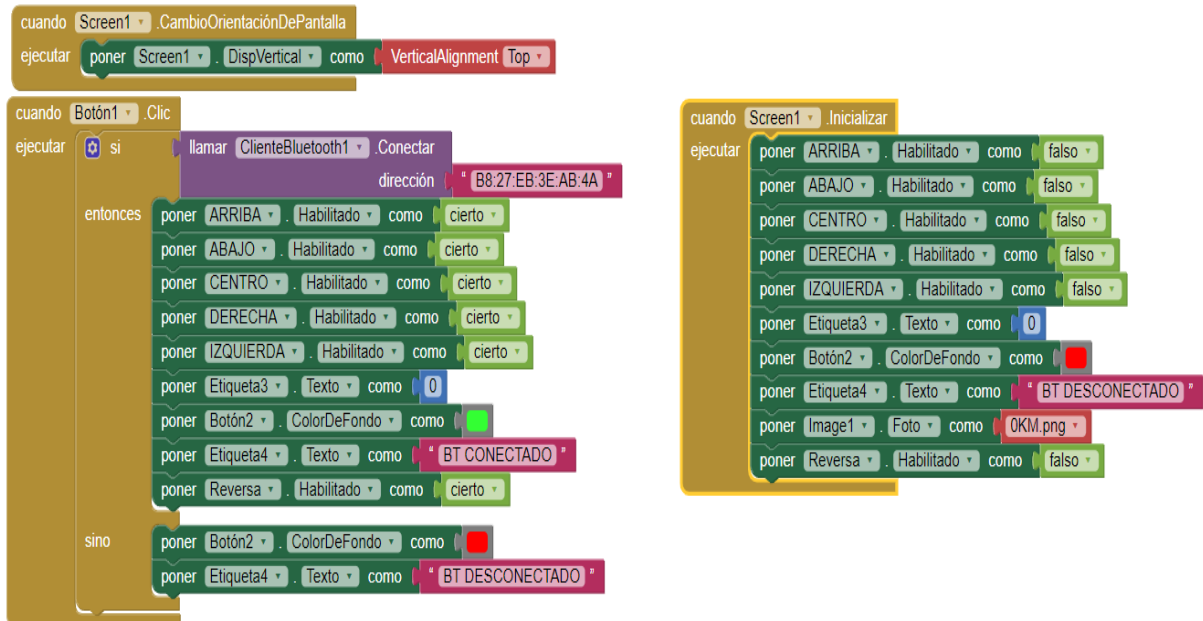 cuando Screen1 .CambioOrientaciónDePantalla
ejecutar poner Screen1 . DispVertical como VerticalAlignment Top
cuando Botón1 .Clic
ejecutar si llamar ClienteBluetooth1 .Conectar
dirección " B8:27:EB:3E:AB:4A "
entonces poner ARRIBA . Habilitado como cierto
poner ABAJO . Habilitado como cierto
poner CENTRO . Habilitado como cierto
poner DERECHA . Habilitado como cierto
poner IZQUIERDA . Habilitado como cierto
poner Etiqueta3 . Texto como 0
poner Botón2 . ColorDeFondo como
poner Etiqueta4 . Texto como " BT CONECTADO "
poner Reversa . Habilitado como cierto
sino poner Botón2 . ColorDeFondo como
poner Etiqueta4 . Texto como " BT DESCONECTADO "
cuando Screen1 .Inicializar
ejecutar poner ARRIBA . Habilitado como falso
poner ABAJO . Habilitado como falso
poner CENTRO . Habilitado como falso
poner DERECHA . Habilitado como falso
poner IZQUIERDA . Habilitado como falso
poner Etiqueta3 . Texto como 0
poner Botón2 . ColorDeFondo como
poner Etiqueta4 . Texto como " BT DESCONECTADO "
poner Image1 . Foto como 0KM.png
poner Reversa . Habilitado como falso